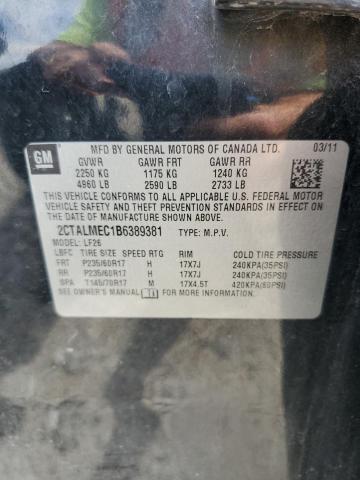 GM
MFD BY GENERAL MOTORS OF CANADA LTD. 03/11
GVWR GAWR FRT GAWR RR
2250 KG 1175 KG 1240 KG
4960 LB 2590 LB 2733 LB
THIS VEHICLE CONFORMS TO ALL APPLICABLE U.S. FEDERAL MOTOR
VEHICLE SAFETY AND THEFT PREVENTION STANDARDS IN EFFECT ON
THE DATE OF MANUFACTURE SHOWN ABOVE.
2CTALMEC1B6389381 TYPE: M.P.V.
MODEL: LF26
LBFC TIRE SIZE SPEED RTG RIM COLD TIRE PRESSURE
FRT P235/60R17 H 17X7J 240KPA(35PSI)
RR P235/60R17 H 17X7J 240KPA(35PSI)
SPA T145/70R17 M 17X4.5T 420KPA(60PSI)
SEE OWNER'S MANUAL FOR ADDITIONAL INFORMATION.